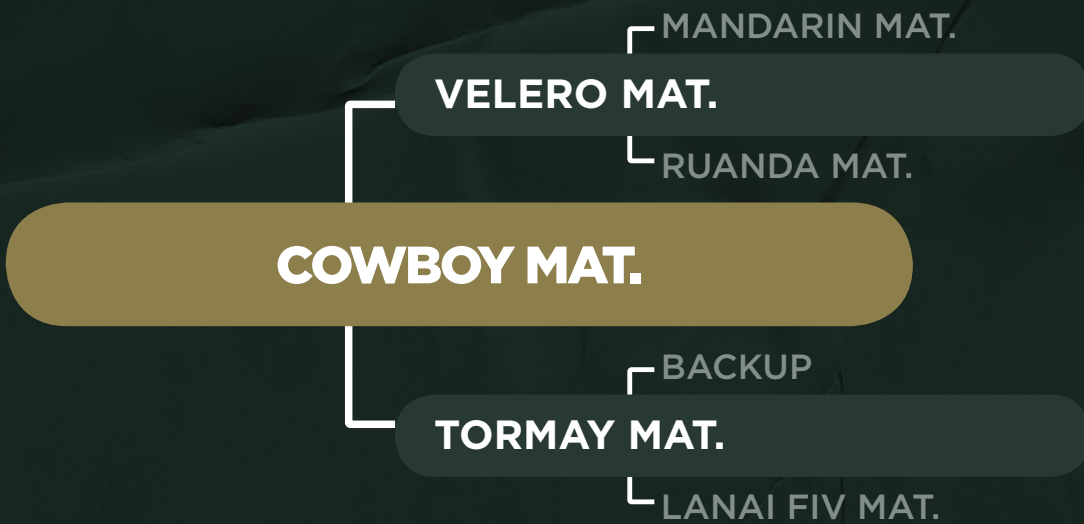 MANDARIN MAT.
VELERO MAT.
RUANDA MAT.
COWBOY MAT.
BACKUP
TORMAY MAT.
LANAI FIV MAT.